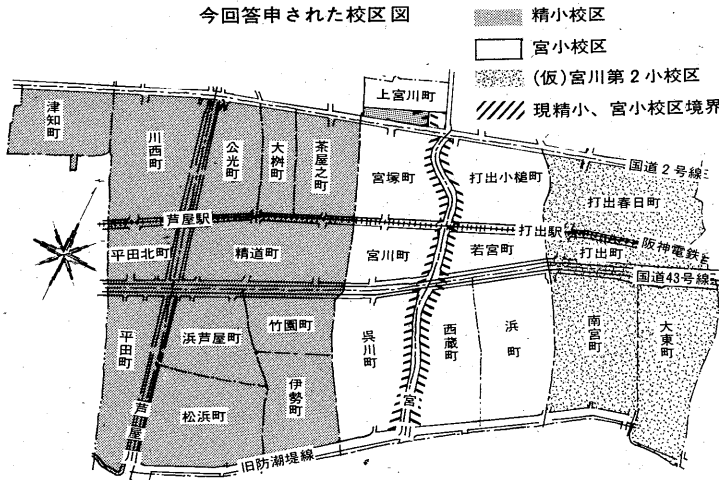 今回答申された校区図
精小校区
宮小校区
(仮)宮川第2小校区
現精小、宮小校区境界
上宮川町
津知町
川西町
公光町
大桝町
茶屋之町
宮塚町
打出小槌町
国道2号線
打出春日町
芦屋駅
打出駅
阪神電鉄
平田北町
精道町
宮川町
若宮町
打出町
国道43号線
平田町
浜芦屋町
竹園町
呉川町
西蔵町
浜町
南宮町
大東町
伊勢町
松浜町
芦屋川
宮
旧防潮堤線